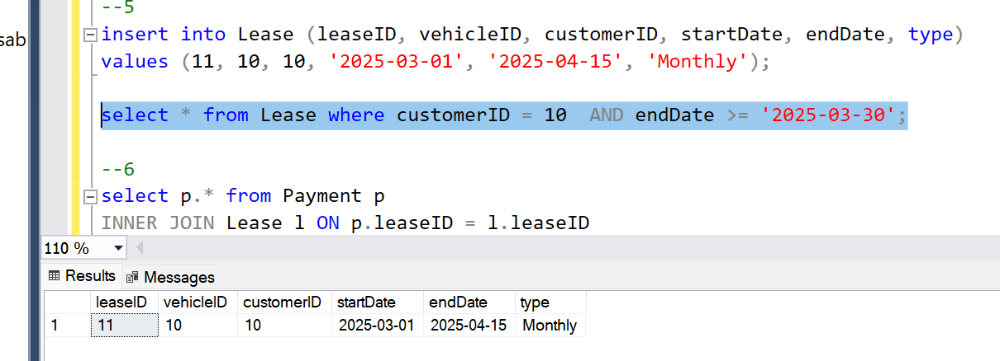 --5
sab
insert into Lease (leaseID, vehicleID, customerID, startDate, endDate, type)
values (11, 10, 10, '2025-03-01', '2025-04-15', 'Monthly');
select * from Lease where customerID = 10  AND endDate >= '2025-03-30';
--6
select p.* from Payment p
INNER JOIN Lease l ON p.leaseID = l.leaseID
110 %
Results Messages
leaseID vehicleID customerID startDate endDate type
1 11 10 10 2025-03-01 2025-04-15 Monthly